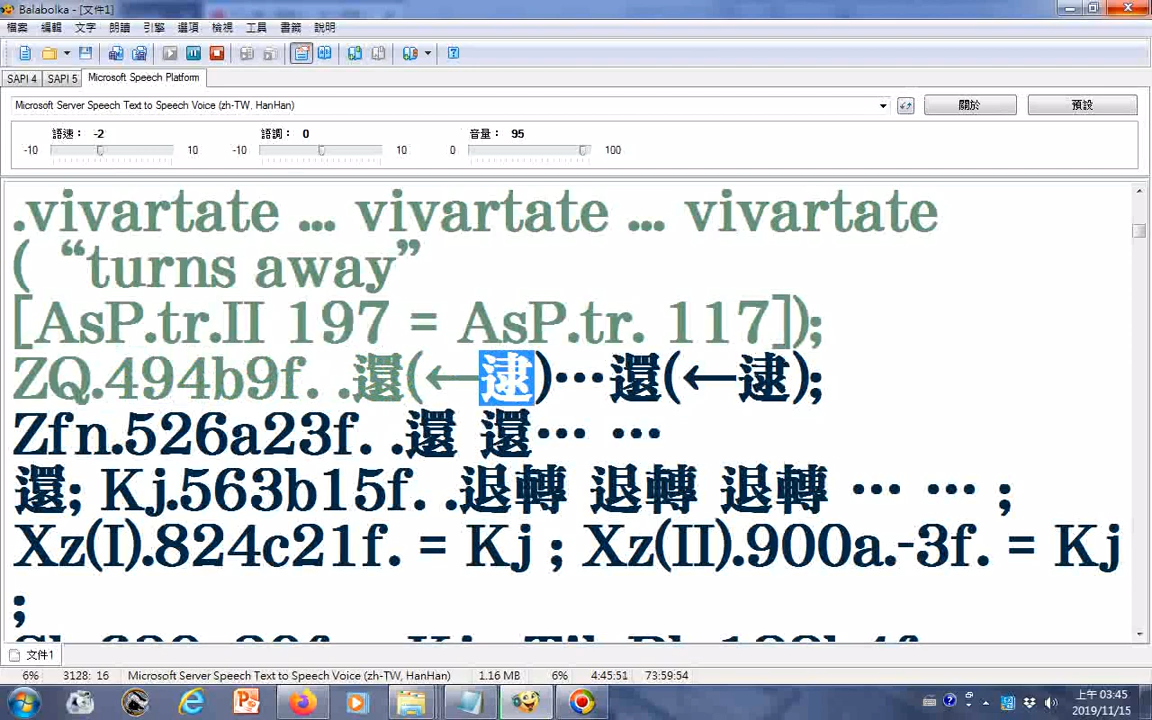 Balabolka - [文件1]
檔案 編輯 文字 朗讀 引擎 選項 檢視 工具 書籤 說明
SAPI 4 SAPI 5 Microsoft Speech Platform
Microsoft Server Speech Text to Speech Voice (zh-TW, HanHan) 關於 預設
語速： -2 語調： 0 音量： 95
-10 10 -10 10 0 100
.vivartate ... vivartate ... vivartate
( “turns away”
[AsP.tr.II 197 = AsP.tr. 117]);
ZQ.494b9f. .還(←逮)…還(←逮);
Zfn.526a23f. .還 還… …
還; Kj.563b15f. .退轉 退轉 退轉 … … ;
Xz(I).824c21f. = Kj ; Xz(II).900a.-3f. = Kj
;
文件1
6% 3128: 16 Microsoft Server Speech Text to Speech Voice (zh-TW, HanHan) 1.16 MB 6% 4:45:51 73:59:54
上午 03:45
2019/11/15